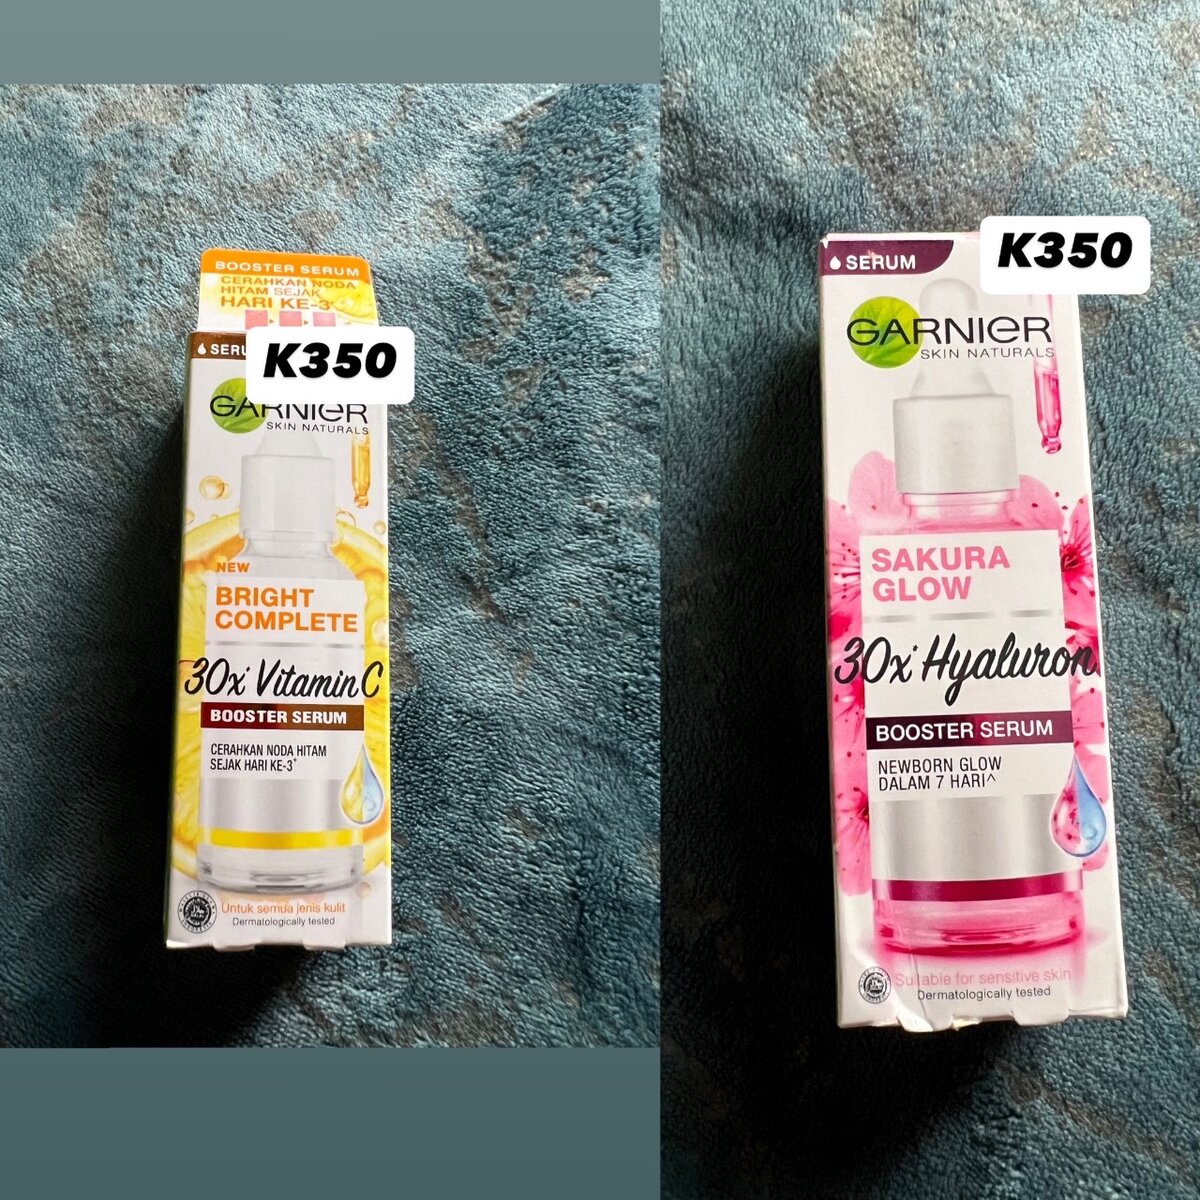 BOOSTER SERUM
CERAHKAN NODA
HITAM SEJAK
HARI KE-3
K350
SERU
GARNIER
SKIN NATURALS
NEW
BRIGHT
COMPLETE
30x* Vitamin C
BOOSTER SERUM
CERAHKAN NODA HITAM
SEJAK HARI KE-3+
Untuk semua jenis kulit
Dermatologically tested
K350
SERUM
GARNIER
SKIN NATURALS
SAKURA
GLOW
30x* Hyaluron
BOOSTER SERUM
NEWBORN GLOW
DALAM 7 HARI^
Suitable for sensitive skin
Dermatologically tested